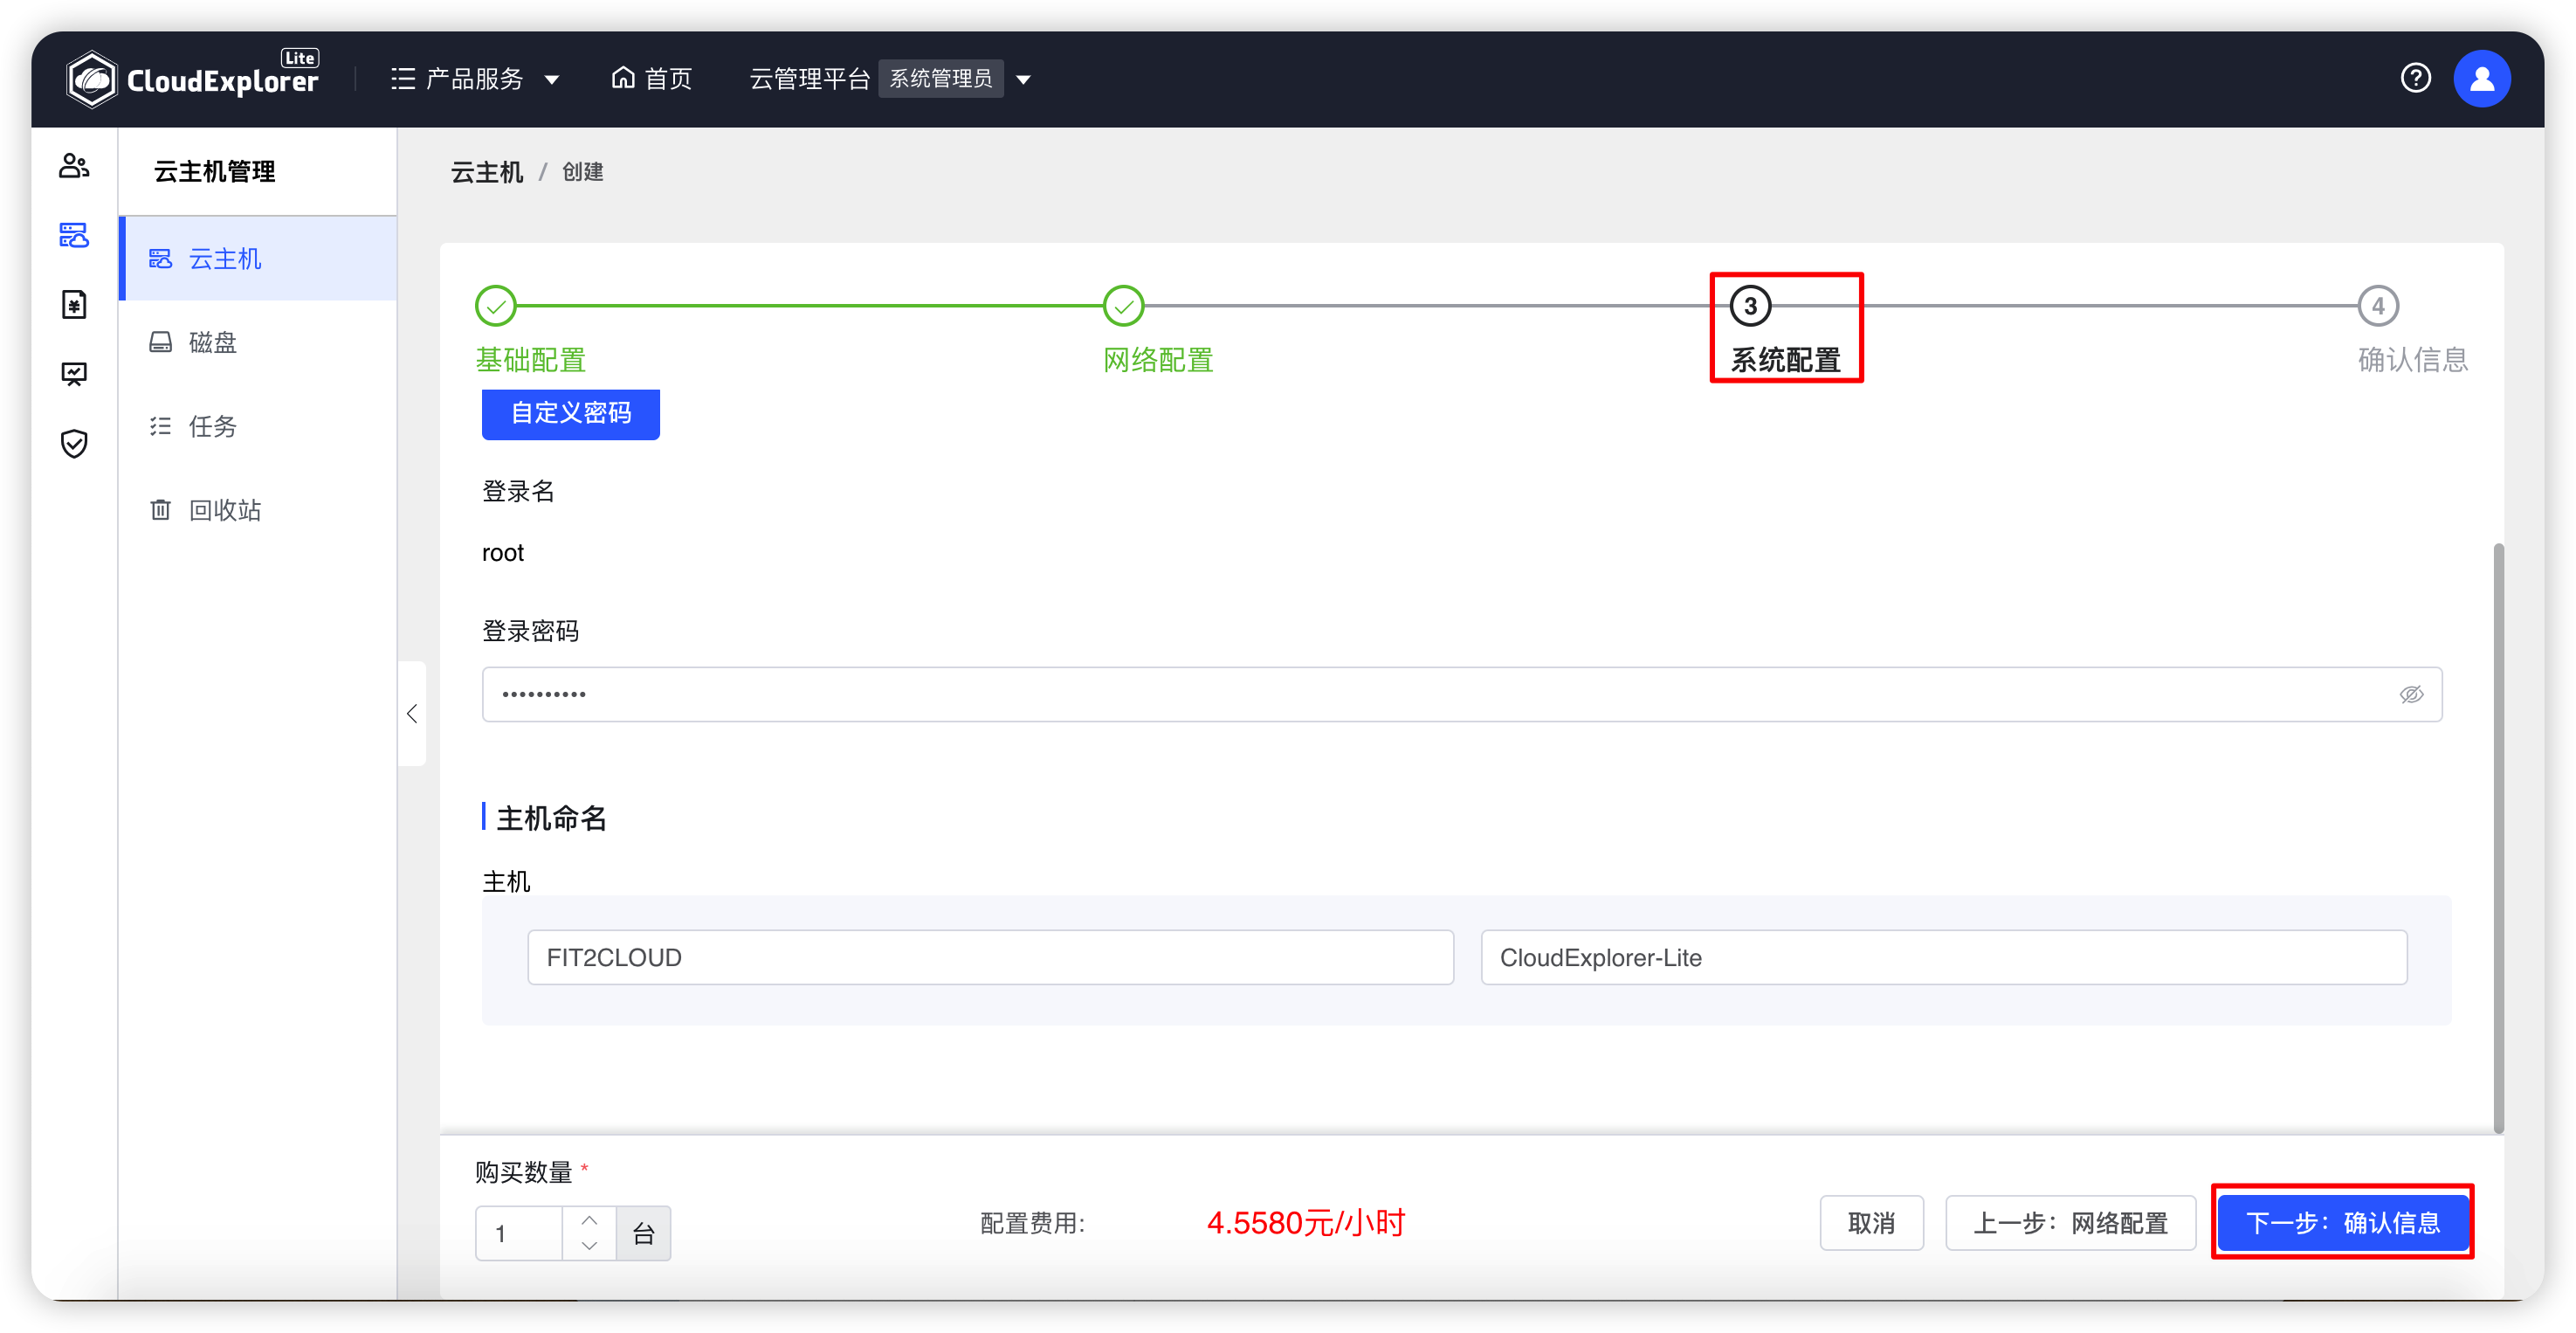 CloudExplorer Lite
产品服务
首页
云管理平台 系统管理员
云主机管理
云主机
磁盘
任务
回收站
云主机 / 创建
基础配置
网络配置
3
系统配置
4
确认信息
自定义密码
登录名
root
登录密码
••••••••••
主机命名
主机
FIT2CLOUD
CloudExplorer-Lite
购买数量 *
1
台
配置费用:
4.5580元/小时
取消
上一步：网络配置
下一步：确认信息